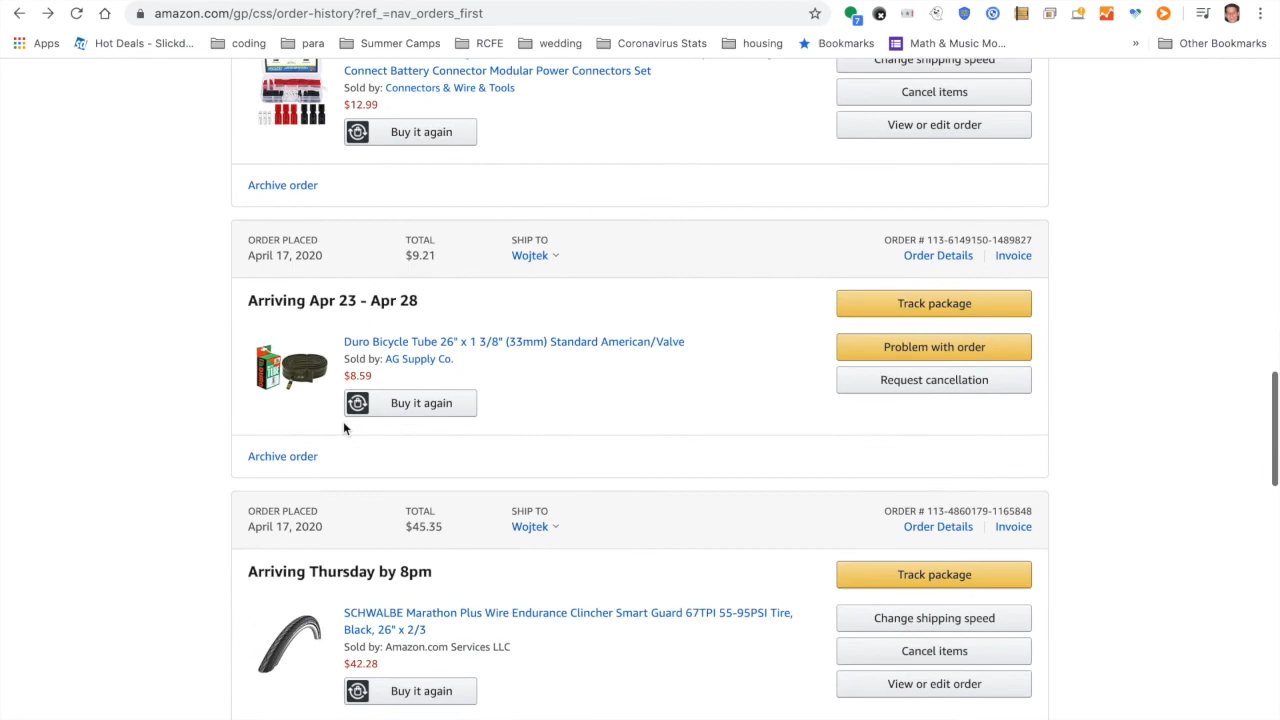 amazon.com/gp/css/order-history?ref_=nav_orders_first
7
Apps
Hot Deals - Slickd...
coding
para
Summer Camps
RCFE
wedding
Coronavirus Stats
housing
Bookmarks
Math & Music Mo...
»
Other Bookmarks
Change shipping speed
Connect Battery Connector Modular Power Connectors Set
Sold by: Connectors & Wire & Tools
$12.99
Buy it again
Cancel items
View or edit order
Archive order
ORDER PLACED
April 17, 2020
TOTAL
$9.21
SHIP TO
Wojtek
ORDER # 113-6149150-1489827
Order Details
Invoice
Arriving Apr 23 - Apr 28
Duro Bicycle Tube 26" x 1 3/8" (33mm) Standard American/Valve
Sold by: AG Supply Co.
$8.59
Buy it again
Track package
Problem with order
Request cancellation
Archive order
ORDER PLACED
April 17, 2020
TOTAL
$45.35
SHIP TO
Wojtek
ORDER # 113-4860179-1165848
Order Details
Invoice
Arriving Thursday by 8pm
SCHWALBE Marathon Plus Wire Endurance Clincher Smart Guard 67TPI 55-95PSI Tire,
Black, 26" x 2/3
Sold by: Amazon.com Services LLC
$42.28
Buy it again
Track package
Change shipping speed
Cancel items
View or edit order